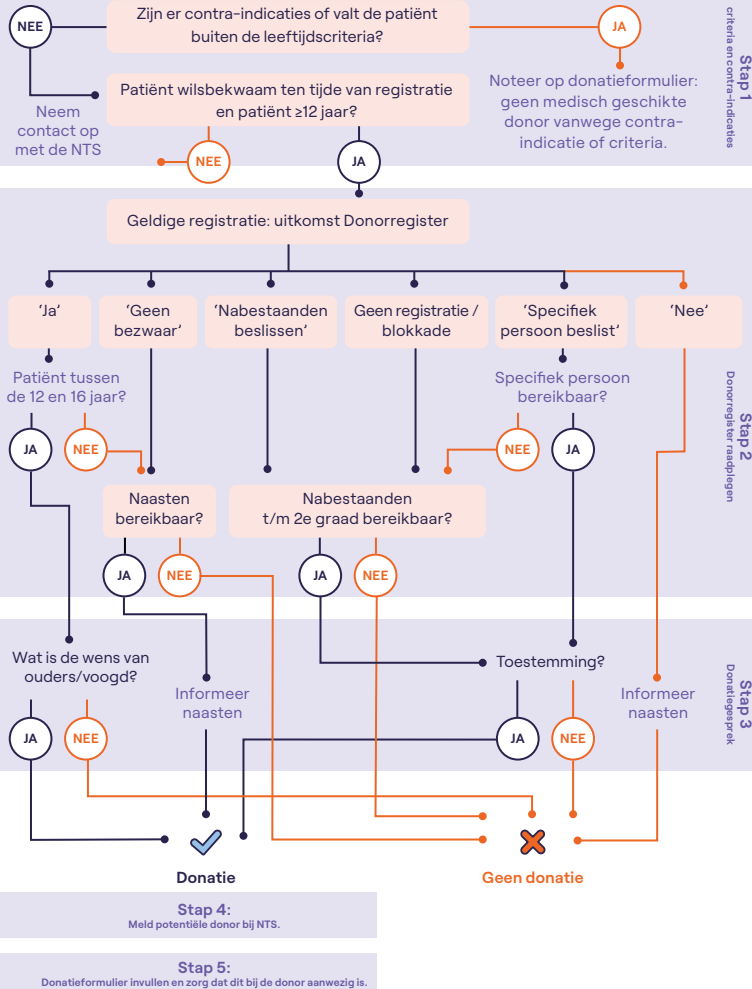 Zijn er contra-indicaties of valt de patiënt
buiten de leeftijdscriteria?
NEE
JA
Stap 1
criteria en contra-indicaties
Patiënt wilsbekwaam ten tijde van registratie
en patiënt ≥12 jaar?
Noteer op donatieformulier:
geen medisch geschikte
donor vanwege contra-
indicatie of criteria.
Neem
contact op
met de NTS
NEE
JA
Geldige registratie: uitkomst Donorregister
‘Ja’
‘Geen
bezwaar’
‘Nabestaanden
beslissen’
Geen registratie /
blokkade
‘Specifiek
persoon beslist’
‘Nee’
Patiënt tussen
de 12 en 16 jaar?
Specifiek persoon
bereikbaar?
Stap 2
Donorregister raadplegen
JA
NEE
NEE
JA
Naasten
bereikbaar?
Nabestaanden
t/m 2e graad bereikbaar?
JA
NEE
JA
NEE
Wat is de wens van
ouders/voogd?
Toestemming?
Informeer
naasten
Informeer
naasten
Stap 3
Donatiegesprek
JA
NEE
JA
NEE
Donatie
Geen donatie
Stap 4:
Meld potentiële donor bij NTS.
Stap 5:
Donatieformulier invullen en zorg dat dit bij de donor aanwezig is.